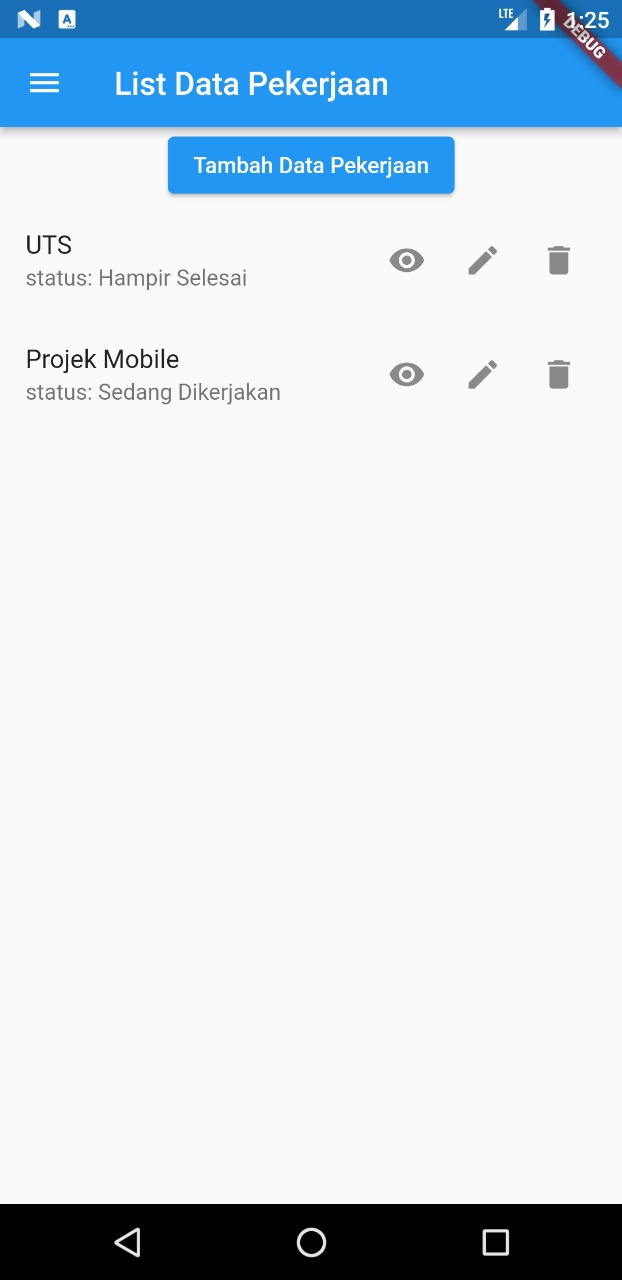 LTE
1:25
DEBUG
List Data Pekerjaan
Tambah Data Pekerjaan
UTS
status: Hampir Selesai
Projek Mobile
status: Sedang Dikerjakan